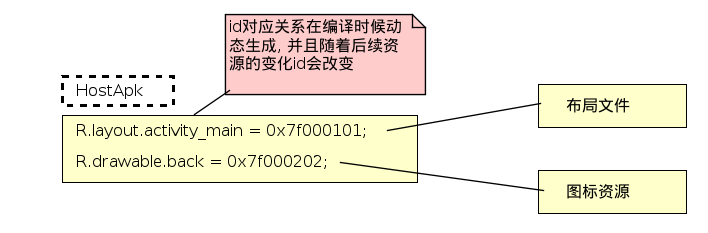 id对应关系在编译时候动
态生成, 并且随着后续资
源的变化id会改变
HostApk
R.layout.activity_main = 0x7f000101;
R.drawable.back = 0x7f000202;
布局文件
图标资源